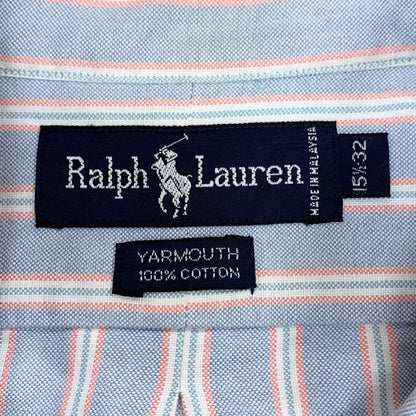 Ralph Lauren
MADE IN MALAYSIA
15½-32
YARMOUTH
100% COTTON